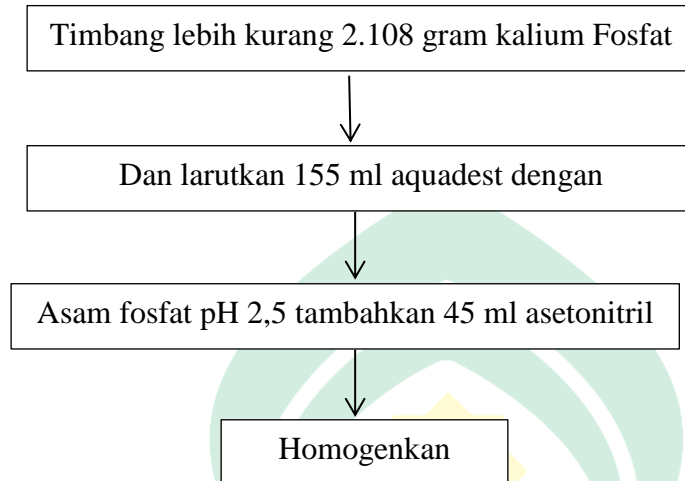 Timbang lebih kurang 2.108 gram kalium Fosfat
Dan larutkan 155 ml aquadest dengan
Asam fosfat pH 2,5 tambahkan 45 ml asetonitril
Homogenkan